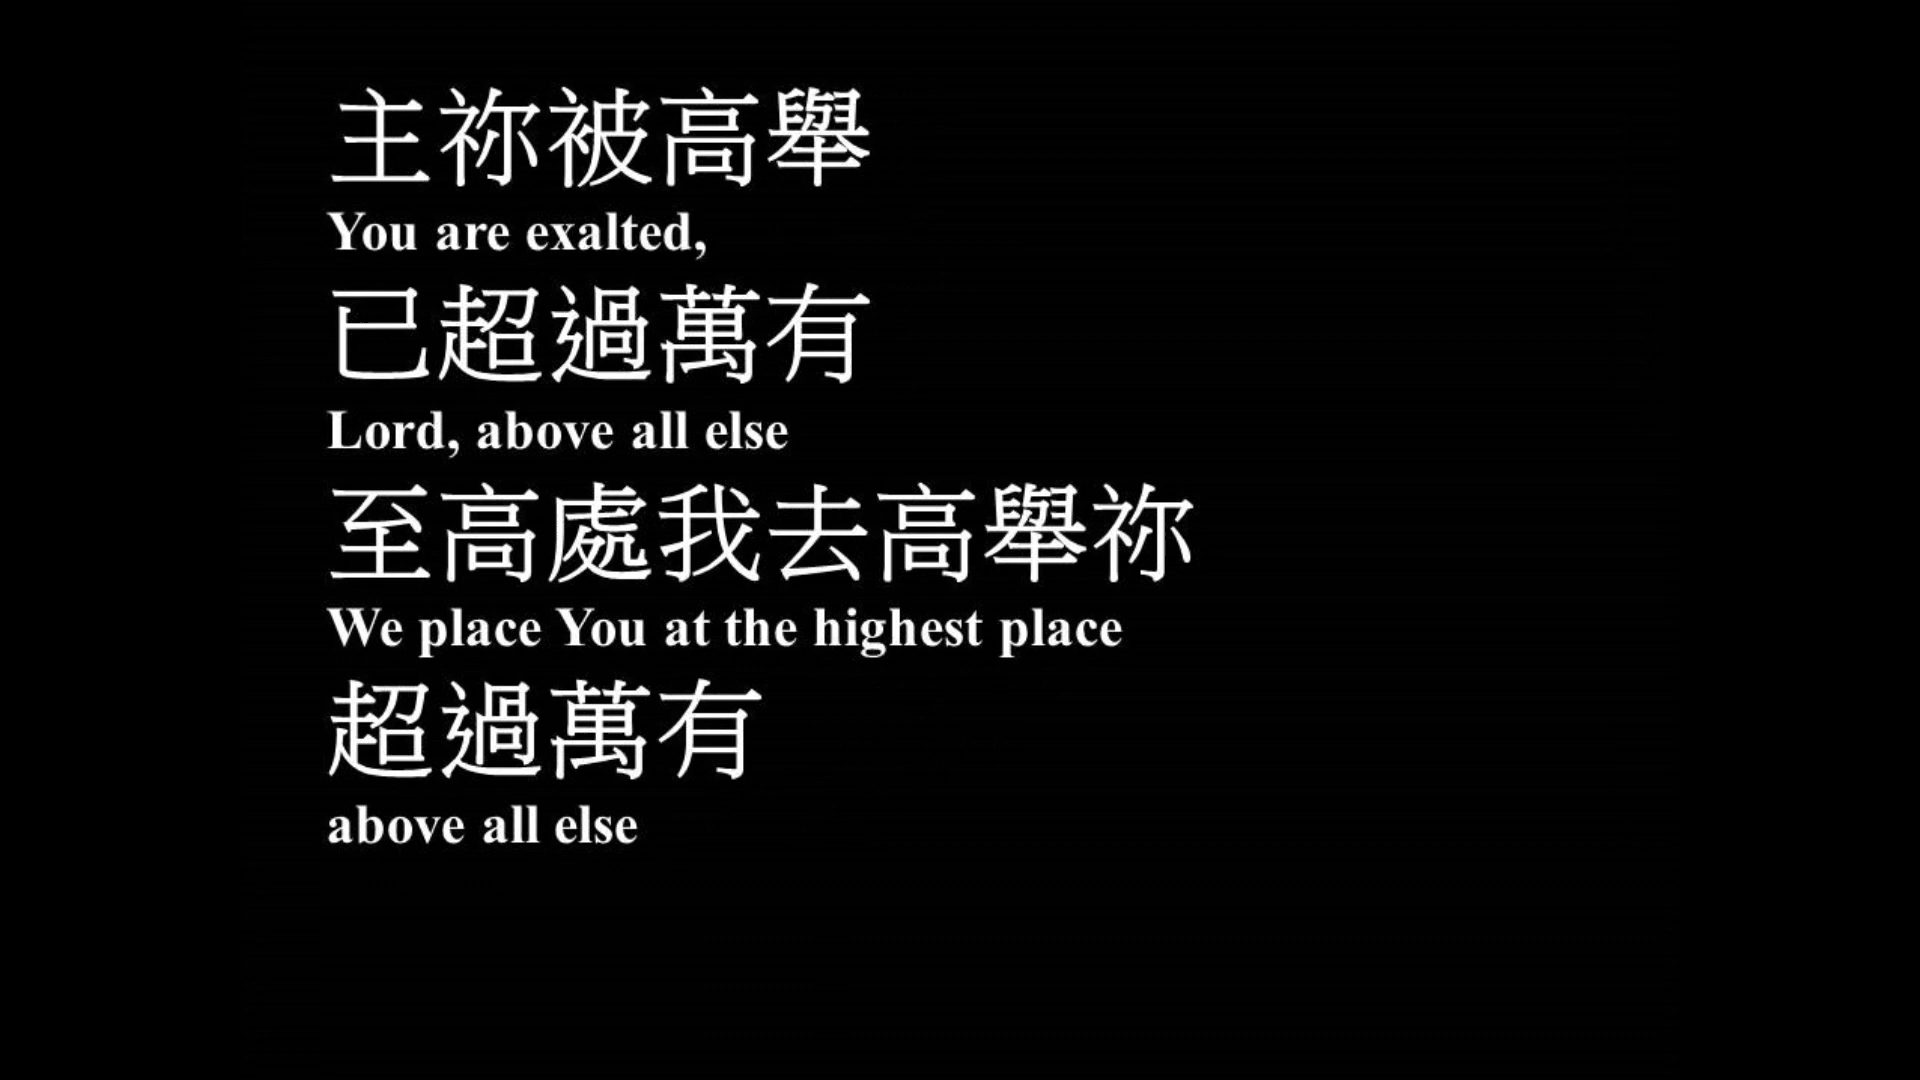 主祢被高舉
You are exalted,
已超過萬有
Lord, above all else
至高處我去高舉祢
We place You at the highest place
超過萬有
above all else